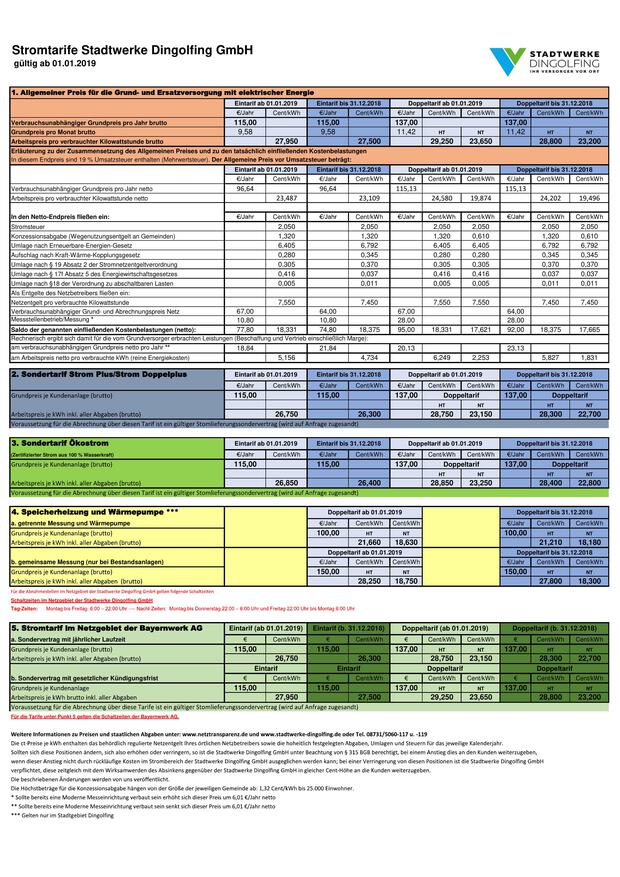 Stromtarife Stadtwerke Dingolfing GmbH
gültig ab 01.01.2019
STADTWERKE
DINGOLFING
IHR VERSORGER VOR ORT
1. Allgemeiner Preis für die Grund- und Ersatzversorgung mit elektrischer Energie
Eintarif ab 01.01.2019 Eintarif bis 31.12.2018 Doppeltarif ab 01.01.2019 Doppeltarif bis 31.12.2018
€/Jahr Cent/kWh €/Jahr Cent/kWh €/Jahr Cent/kWh Cent/kWh €/Jahr Cent/kWh Cent/kWh
Verbrauchsunabhängiger Grundpreis pro Jahr brutto 115,00 115,00 137,00 137,00
Grundpreis pro Monat brutto 9,58 9,58 11,42 HT NT 11,42 HT NT
Arbeitspreis pro verbrauchter Kilowattstunde brutto 27,950 27,500 29,250 23,650 28,800 23,200
Erläuterung zu der Zusammensetzung des Allgemeinen Preises und zu den tatsächlich einfließenden Kostenbelastungen
In diesem Endpreis sind 19 % Umsatzsteuer enthalten (Mehrwertsteuer). Der Allgemeine Preis vor Umsatzsteuer beträgt:
Eintarif ab 01.01.2019 Eintarif bis 31.12.2018 Doppeltarif ab 01.01.2019 Doppeltarif bis 31.12.2018
€/Jahr Cent/kWh €/Jahr Cent/kWh €/Jahr Cent/kWh Cent/kWh €/Jahr Cent/kWh Cent/kWh
Verbrauchsunabhängiger Grundpreis pro Jahr netto 96,64 96,64 115,13 115,13
Arbeitspreis pro verbrauchter Kilowattstunde netto 23,487 23,109 24,580 19,874 24,202 19,496
In den Netto-Endpreis fließen ein: €/Jahr Cent/kWh €/Jahr Cent/kWh €/Jahr Cent/kWh Cent/kWh €/Jahr Cent/kWh Cent/kWh
Stromsteuer 2,050 2,050 2,050 2,050 2,050 2,050
Konzessionsabgabe (Wegenutzungsentgelt an Gemeinden) 1,320 1,320 1,320 0,610 1,320 0,610
Umlage nach Erneuerbare-Energien-Gesetz 6,405 6,792 6,405 6,405 6,792 6,792
Aufschlag nach Kraft-Wärme-Kopplungsgesetz 0,280 0,345 0,280 0,280 0,345 0,345
Umlage nach § 19 Absatz 2 der Stromnetzentgeltverordnung 0,305 0,370 0,305 0,305 0,370 0,370
Umlage nach § 17f Absatz 5 des Energiewirtschaftsgesetzes 0,416 0,037 0,416 0,416 0,037 0,037
Umlage nach §18 der Verordnung zu abschaltbaren Lasten 0,005 0,011 0,005 0,005 0,011 0,011
Als Entgelte des Netzbetreibers fließen ein:
Netzentgelt pro verbrauchte Kilowattstunde 7,550 7,450 7,550 7,550 7,450 7,450
Verbrauchsunabhängiger Grund- und Abrechnungspreis Netz 67,00 64,00 67,00 64,00
Messstellenbetrieb/Messung * 10,80 10,80 28,00 28,00
Saldo der genannten einfließenden Kostenbelastungen (netto): 77,80 18,331 74,80 18,375 95,00 18,331 17,621 92,00 18,375 17,665
Rechnerisch ergibt sich damit für die vom Grundversorger erbrachten Leistungen (Beschaffung und Vertrieb einschließlich Marge):
am verbrauchsunabhängigen Grundpreis netto pro Jahr ** 18,84 21,84 20,13 23,13
am Arbeitspreis netto pro verbrauchte kWh (reine Energiekosten) 5,156 4,734 6,249 2,253 5,827 1,831
2. Sondertarif Strom Plus/Strom Doppelplus Eintarif ab 01.01.2019 Eintarif bis 31.12.2018 Doppeltarif ab 01.01.2019 Doppeltarif bis 31.12.2018
€/Jahr Cent/kWh €/Jahr Cent/kWh €/Jahr Cent/kWh Cent/kWh €/Jahr Cent/kWh Cent/kWh
Grundpreis je Kundenanlage (brutto) 115,00 115,00 137,00 Doppeltarif 137,00 Doppeltarif
HT NT HT NT
Arbeitspreis je kWh inkl. aller Abgaben (brutto) 26,750 26,300 28,750 23,150 28,300 22,700
Voraussetzung für die Abrechnung über diesen Tarif ist ein gültiger Stomlieferungssondervertrag (wird auf Anfrage zugesandt)
3. Sondertarif Ökostrom Eintarif ab 01.01.2019 Eintarif bis 31.12.2018 Doppeltarif ab 01.01.2019 Doppeltarif bis 31.12.2018
(Zertifizierter Strom aus 100 % Wasserkraft) €/Jahr Cent/kWh €/Jahr Cent/kWh €/Jahr Cent/kWh Cent/kWh €/Jahr Cent/kWh Cent/kWh
Grundpreis je Kundenanlage (brutto) 115,00 115,00 137,00 Doppeltarif 137,00 Doppeltarif
HT NT HT NT
Arbeitspreis je kWh inkl. aller Abgaben (brutto) 26,850 26,400 28,850 23,250 28,400 22,800
Voraussetzung für die Abrechnung über diesen Tarif ist ein gültiger Stomlieferungssondervertrag (wird auf Anfrage zugesandt)
4. Speicherheizung und Wärmepumpe *** Doppeltarif ab 01.01.2019 Doppeltarif bis 31.12.2018
a. getrennte Messung und Wärmepumpe €/Jahr Cent/kWh Cent/kWh €/Jahr Cent/kWh Cent/kWh
Grundpreis je Kundenanlage (brutto) 100,00 HT NT 100,00 HT NT
Arbeitspreis je kWh inkl. aller Abgaben (brutto) 21,660 18,630 21,210 18,180
Doppeltarif ab 01.01.2019 Doppeltarif bis 31.12.2018
b. gemeinsame Messung (nur bei Bestandsanlagen) €/Jahr Cent/kWh Cent/kWh €/Jahr Cent/kWh Cent/kWh
Grundpreis je Kundenanlage (brutto) 150,00 HT NT 150,00 HT NT
Arbeitspreis je kWh inkl. aller Abgaben (brutto) 28,250 18,750 27,800 18,300
Für die Abnahmestellen im Netzgebiet der Stadtwerke Dingolfing GmbH gelten folgende Schaltzeiten
Schaltzeiten im Netzgebiet der Stadtwerke Dingolfing GmbH
Tag-Zeiten: Montag bis Freitag 6:00 – 22:00 Uhr --- Nacht-Zeiten: Montag bis Donnerstag 22:00 – 6:00 Uhr und Freitag 22:00 Uhr bis Montag 6:00 Uhr
5. Stromtarif im Netzgebiet der Bayernwerk AG Eintarif (ab 01.01.2019) Eintarif (b. 31.12.2018) Doppeltarif (ab 01.01.2019) Doppeltarif (b. 31.12.2018)
a. Sondervertrag mit jährlicher Laufzeit € Cent/kWh € Cent/kWh € Cent/kWh Cent/kWh € Cent/kWh Cent/kWh
Grundpreis je Kundenanlage (brutto) 115,00 115,00 137,00 HT NT 137,00 HT NT
Arbeitspreis je kWh inkl. aller Abgaben (brutto) 26,750 26,300 28,750 23,150 28,300 22,700
Eintarif Eintarif Doppeltarif Doppeltarif
b. Sondervertrag mit gesetzlicher Kündigungsfrist € Cent/kWh € Cent/kWh € Cent/kWh Cent/kWh € Cent/kWh Cent/kWh
Grundpreis je Kundenanlage 115,00 115,00 137,00 HT NT 137,00 HT NT
Arbeitspreis je kWh inkl. aller Abgaben 27,950 27,500 29,250 23,650 28,800 23,200
Voraussetzung für die Abrechnung über diesen Tarif ist ein gültiger Stomlieferungssondervertrag (wird auf Anfrage zugesandt)
Für die Tarife unter Punkt 5 gelten die Schaltzeiten der Bayernwerk AG.
Weitere Informationen zu Preisen und staatlichen Abgaben unter: www.netztransparenz.de und www.stadtwerke-dingolfing.de oder Tel. 08731/5060-117 u. -119
Die ct-Preise je kWh enthalten das behördlich regulierte Netzentgelt Ihres örtlichen Netzbetreibers sowie die hoheitlich festgelegten Abgaben, Umlagen und Steuern für das jeweilige Kalenderjahr.
Sollten sich diese Positionen ändern, sich also erhöhen oder verringern, so ist die Stadtwerke Dingolfing GmbH unter Beachtung von § 315 BGB berechtigt, bei einem Anstieg dies an den Kunden weiterzugeben,
wenn dieser Anstieg nicht durch rückläufige Kosten im Strombereich der Stadtwerke Dingolfing GmbH ausgeglichen werden kann; bei einer Verringerung von diesen Positionen ist die Stadtwerke Dingolfing GmbH
verpflichtet, diese zeitgleich mit dem Wirksamwerden des Absinkens gegenüber der Stadtwerke Dingolfing GmbH in gleicher Cent-Höhe an die Kunden weiterzugeben.
Die beschriebenen Änderungen werden von uns veröffentlicht.
Die Höchstbeträge für die Konzessionsabgabe hängen von der Größe der jeweiligen Gemeinde ab: 1,32 Cent/kWh bis 25.000 Einwohner.
* Sollte bereits eine Moderne Messeinrichtung verbaut sein erhöht sich dieser Preis um 6,01 €/Jahr netto
** Sollte bereits eine Moderne Messeinrichtung verbaut sein senkt sich dieser Preis um 6,01 €/Jahr netto
*** Gelten nur im Stadtgebiet Dingolfing